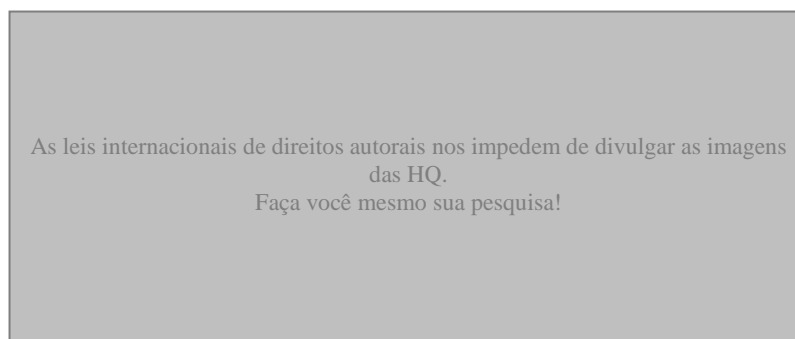 As leis internacionais de direitos autorais nos impedem de divulgar as imagens
das HQ.
Faça você mesmo sua pesquisa!